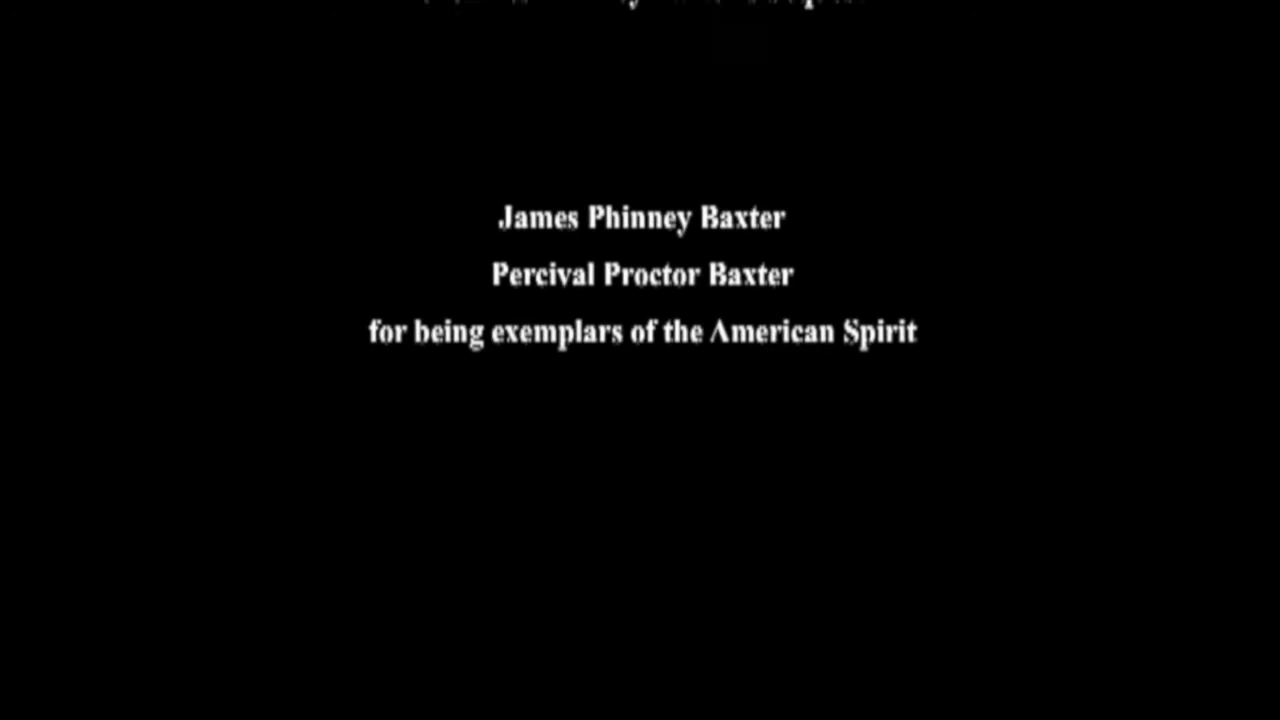 James Phinney Baxter
Percival Proctor Baxter
for being exemplars of the American Spirit